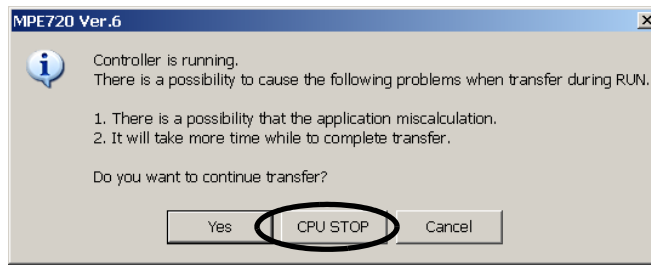 MPE720 Ver.6
Controller is running.
There is a possibility to cause the following problems when transfer during RUN.
1. There is a possibility that the application miscalculation.
2. It will take more time while to complete transfer.
Do you want to continue transfer?
Yes CPU STOP Cancel